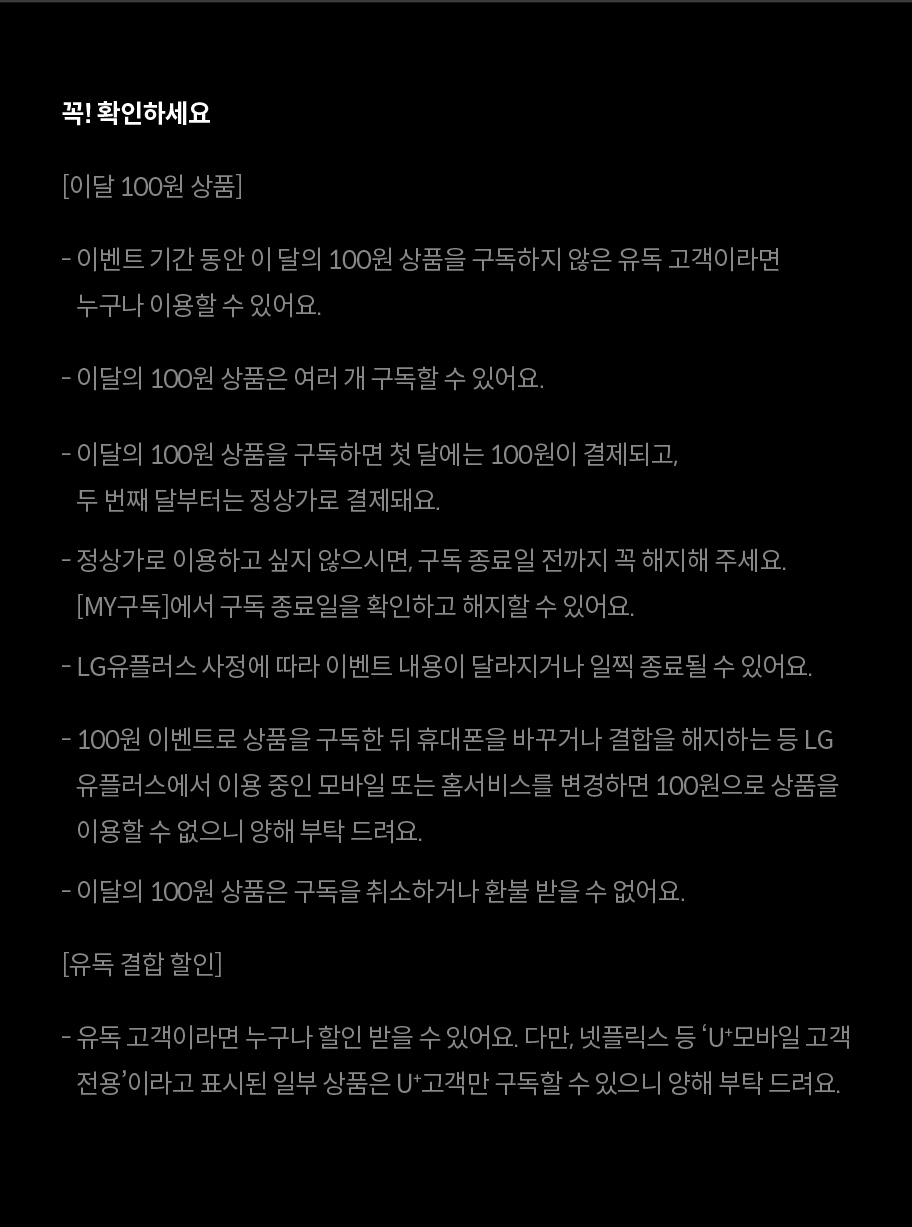 꼭! 확인하세요
[이달 100원 상품]
- 이벤트 기간 동안 이 달의 100원 상품을 구독하지 않은 유독 고객이라면
누구나 이용할 수 있어요.
- 이달의 100원 상품은 여러 개 구독할 수 있어요.
- 이달의 100원 상품을 구독하면 첫 달에는 100원이 결제되고,
두 번째 달부터는 정상가로 결제돼요.
- 정상가로 이용하고 싶지 않으시면, 구독 종료일 전까지 꼭 해지해 주세요.
[MY구독]에서 구독 종료일을 확인하고 해지할 수 있어요.
- LG유플러스 사정에 따라 이벤트 내용이 달라지거나 일찍 종료될 수 있어요.
- 100원 이벤트로 상품을 구독한 뒤 휴대폰을 바꾸거나 결합을 해지하는 등 LG
유플러스에서 이용 중인 모바일 또는 홈서비스를 변경하면 100원으로 상품을
이용할 수 없으니 양해 부탁 드려요.
- 이달의 100원 상품은 구독을 취소하거나 환불 받을 수 없어요.
[유독 결합 할인]
- 유독 고객이라면 누구나 할인 받을 수 있어요. 다만, 넷플릭스 등 ‘U⁺모바일 고객
전용’이라고 표시된 일부 상품은 U⁺고객만 구독할 수 있으니 양해 부탁 드려요.